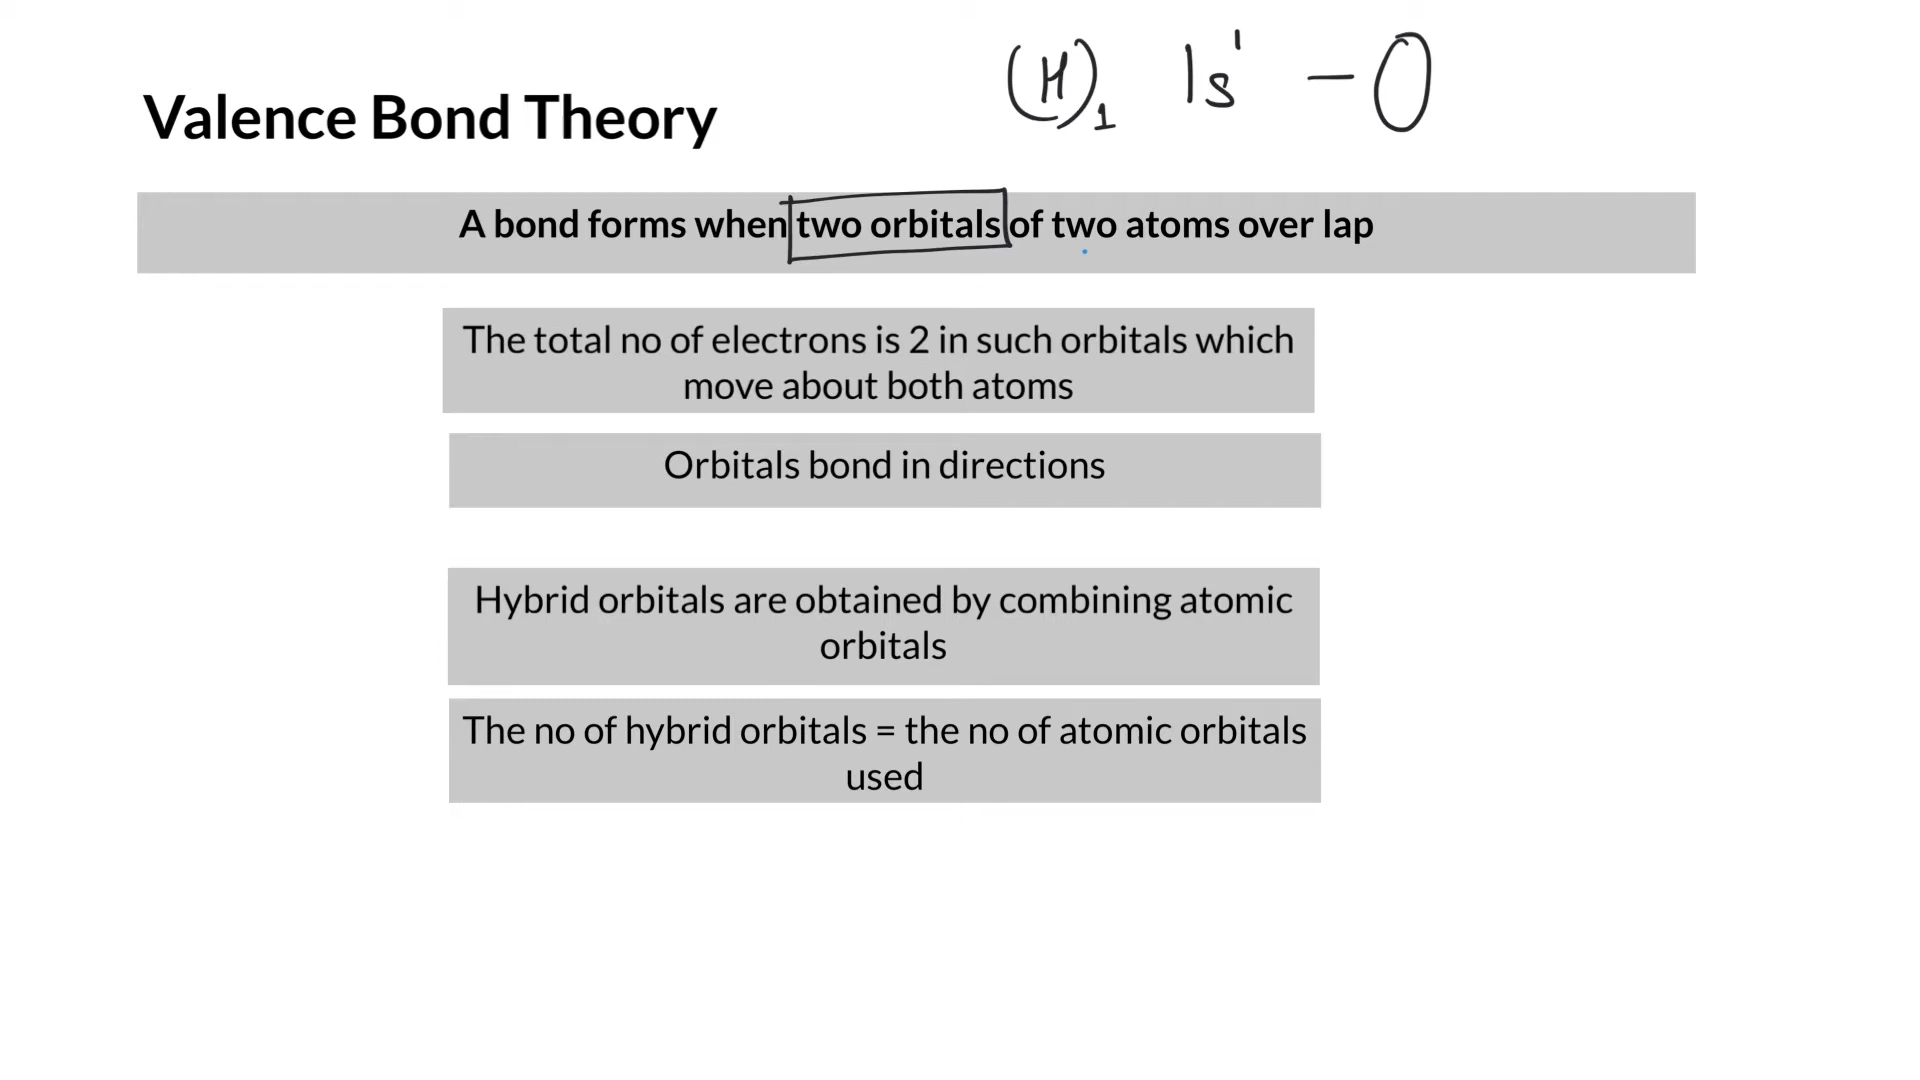 (H)1 1s¹ - 0
Valence Bond Theory
A bond forms when two orbitals of two atoms over lap
The total no of electrons is 2 in such orbitals which
move about both atoms
Orbitals bond in directions
Hybrid orbitals are obtained by combining atomic
orbitals
The no of hybrid orbitals = the no of atomic orbitals
used